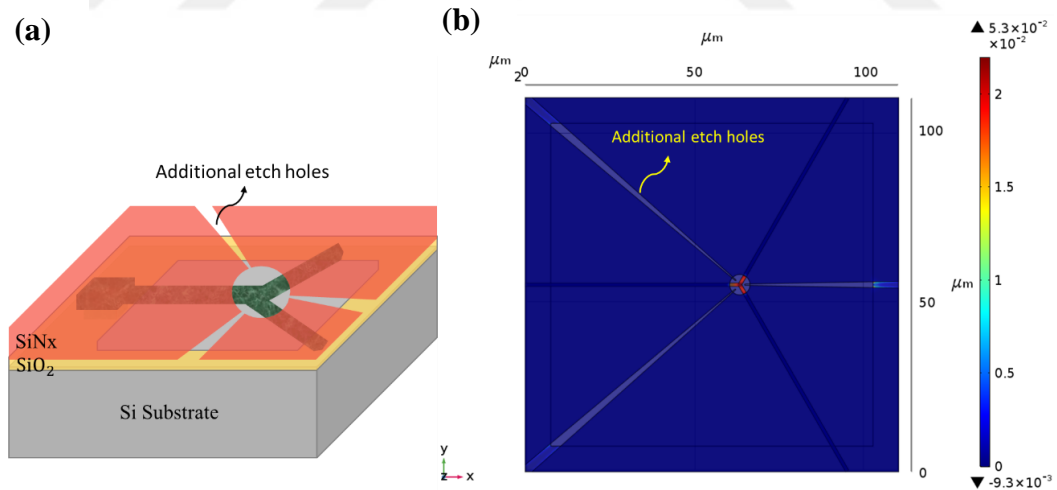 (a)
Additional etch holes
SiNx
SiO₂
Si Substrate
y
z x
(b)
μm
μm
2 0 50 100
Additional etch holes
100
50
μm
0
▲ 5.3×10⁻²
×10⁻²
2
1.5
1
0.5
0
▼ -9.3×10⁻³